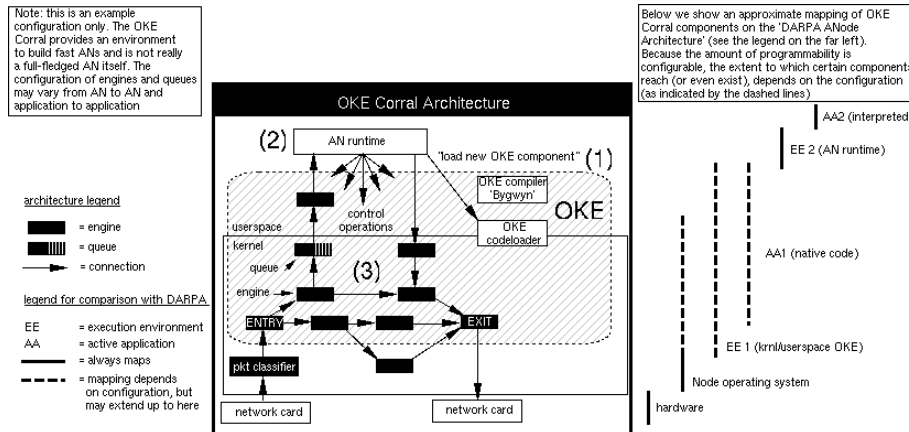 Note: this is an example
configuration only. The OKE
Corral provides an environment
to build fast ANs and is not really
a full-fledged AN itself. The
configuration of engines and queues
may vary from AN to AN and
application to application
Below we show an approximate mapping of OKE
Corral components on the 'DARPA ANode
Architecture' (see the legend on the far left).
Because the amount of programmability is
configurable, the extent to which certain components
reach (or even exist), depends on the configuration
(as indicated by the dashed lines)
OKE Corral Architecture
(2)
AN runtime
"load new OKE component"
(1)
OKE compiler
'Bygwyn'
OKE
control
operations
OKE
codeloader
userspace
kernel
queue
(3)
engine
ENTRY
EXIT
pkt classifier
network card
network card
architecture legend
= engine
= queue
= connection
legend for comparison with DARPA
EE = execution environment
AA = active application
= always maps
= mapping depends
on configuration, but
may extend up to here
AA2 (interpreted
EE 2 (AN runtime)
AA1 (native code)
EE 1 (krnl/userspace OKE)
Node operating system
hardware